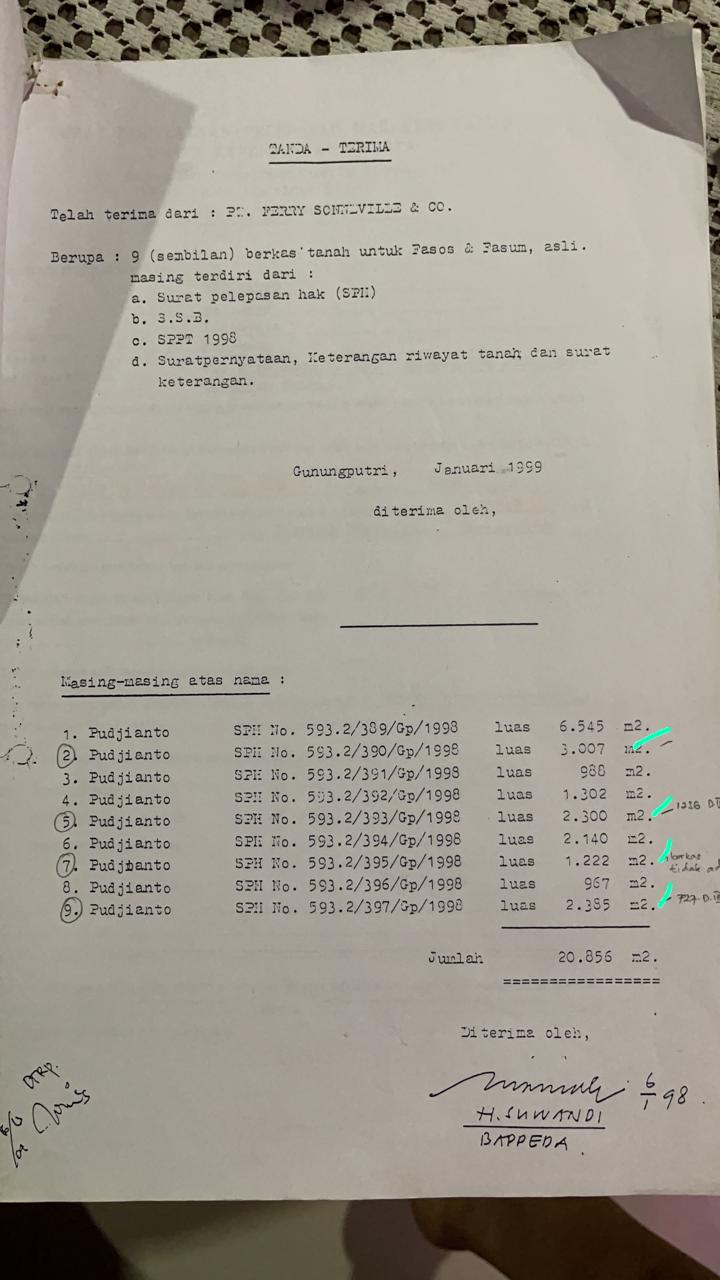 TANDA - TERIMA
Telah terima dari : PT. FERRY SONNEVILLE & CO.
Berupa : 9 (sembilan) berkas tanah untuk Fasos & Fasum, asli.
masing terdiri dari :
a. Surat pelepasan hak (SPH)
b. S.S.B.
c. SPPT 1998
d. Suratpernyataan, Keterangan riwayat tanah dan surat
keterangan.
Gunungputri, Januari 1999
diterima oleh,
Masing-masing atas nama :
1. Pudjianto SPH No. 593.2/389/Gp/1998 luas 6.545 m2.
2. Pudjianto SPH No. 593.2/390/Gp/1998 luas 3.007 m2.
3. Pudjianto SPH No. 593.2/391/Gp/1998 luas 988 m2.
4. Pudjianto SPH No. 593.2/392/Gp/1998 luas 1.302 m2.
5. Pudjianto SPH No. 593.2/393/Gp/1998 luas 2.300 m2. 1236
6. Pudjianto SPH No. 593.2/394/Gp/1998 luas 2.140 m2.
7. Pudjianto SPH No. 593.2/395/Gp/1998 luas 1.222 m2. berkas
tidak
8. Pudjianto SPH No. 593.2/396/Gp/1998 luas 967 m2.
9. Pudjianto SPH No. 593.2/397/Gp/1998 luas 2.385 m2. 727
Jumlah 20.856 m2.
Diterima oleh,
6/1 98.
H. SUWANDI
BAPPEDA.